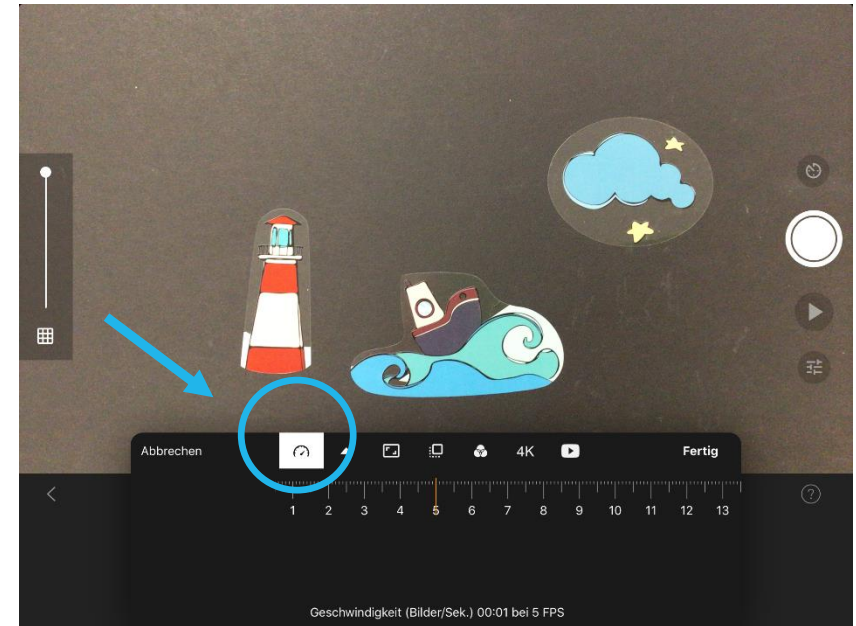 Abbrechen 4K Fertig
1 2 3 4 5 6 7 8 9 10 11 12 13
?
Geschwindigkeit (Bilder/Sek.) 00:01 bei 5 FPS